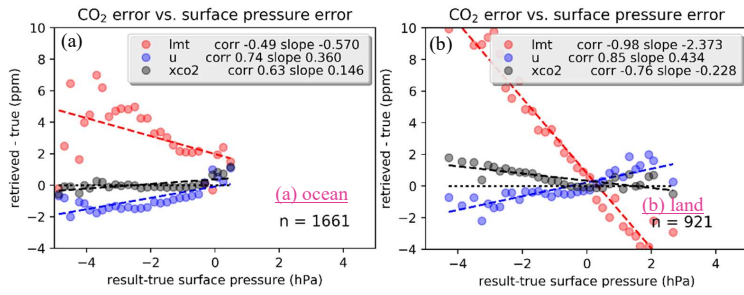 CO2 error vs. surface pressure error
(a)
lmt corr -0.49 slope -0.570
u corr 0.74 slope 0.360
xco2 corr 0.63 slope 0.146
retrieved - true (ppm)
10
8
6
4
2
0
−2
−4
(a) ocean
n = 1661
−4 −2 0 2 4
result-true surface pressure (hPa)
CO2 error vs. surface pressure error
(b)
lmt corr -0.98 slope -2.373
u corr 0.85 slope 0.434
xco2 corr -0.76 slope -0.228
retrieved - true (ppm)
10
8
6
4
2
0
−2
−4
(b) land
n = 921
−4 −2 0 2 4
result-true surface pressure (hPa)